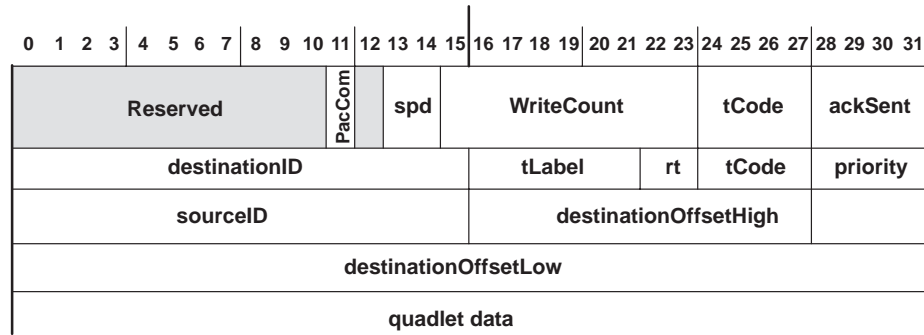 0 1 2 3 4 5 6 7 8 9 10 11 12 13 14 15 16 17 18 19 20 21 22 23 24 25 26 27 28 29 30 31
Reserved PacCom spd WriteCount tCode ackSent
destinationID tLabel rt tCode priority
sourceID destinationOffsetHigh
destinationOffsetLow
quadlet data